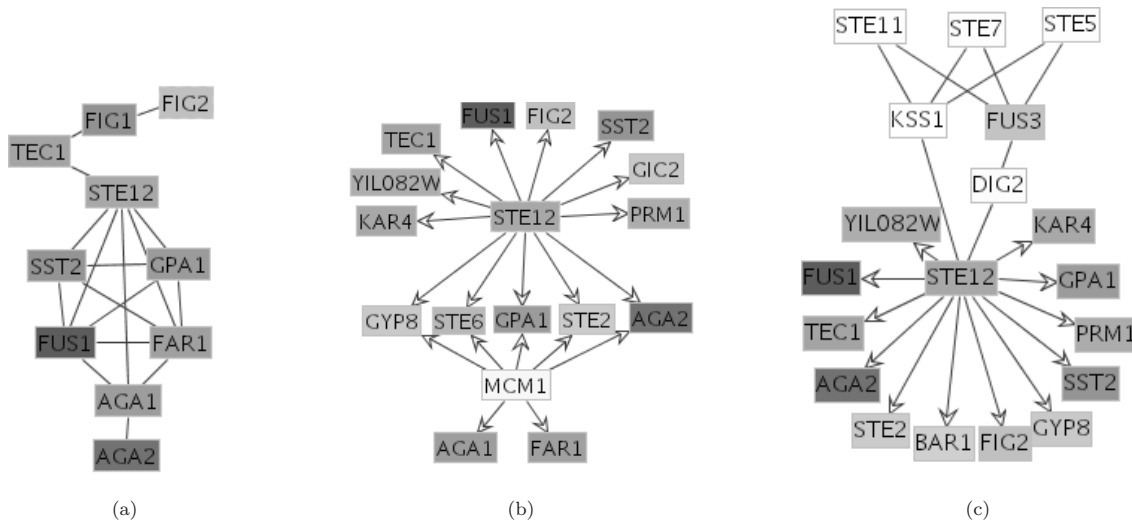 FIG2
FIG1
TEC1
STE12
SST2
GPA1
FUS1
FAR1
AGA1
AGA2
(a)
FUS1
FIG2
SST2
TEC1
GIC2
YIL082W
PRM1
KAR4
STE12
GYP8
STE6
GPA1
STE2
AGA2
MCM1
AGA1
FAR1
(b)
STE11
STE7
STE5
KSS1
FUS3
DIG2
YIL082W
KAR4
FUS1
STE12
GPA1
TEC1
PRM1
AGA2
SST2
STE2
BAR1
FIG2
GYP8
(c)